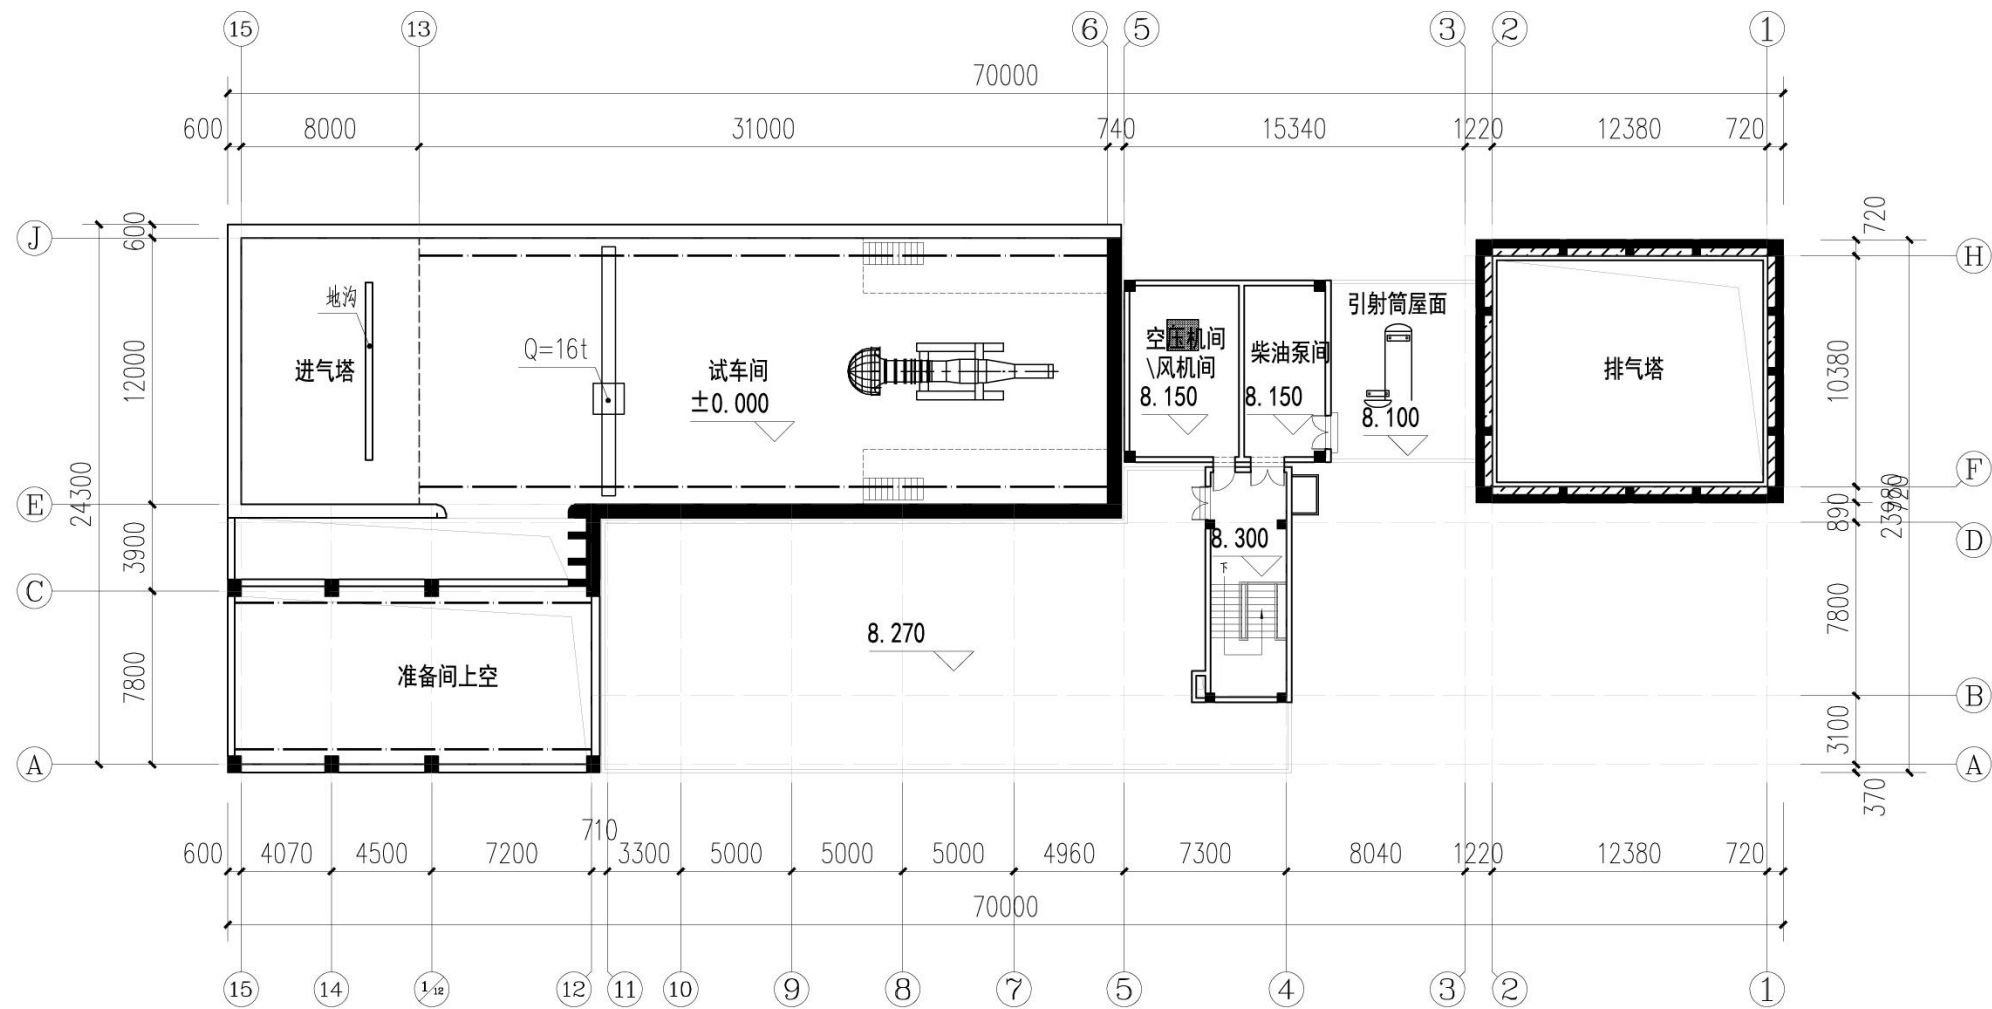 15 13 6 5 3 2 1
70000
600 8000 31000 740 15340 1220 12380 720
J
E
C
A
600
12000
3900
7800
24300
H
F
D
B
A
720
10380
890
7800
3100
370
720
23980
地沟
进气塔
Q=16t
试车间
±0.000
空压机间
\风机间
8.150
柴油泵间
8.150
引射筒屋面
8.100
排气塔
8.300
下
8.270
准备间上空
710
600 4070 4500 7200 3300 5000 5000 5000 4960 7300 8040 1220 12380 720
70000
15 14 1/12 12 11 10 9 8 7 5 4 3 2 1